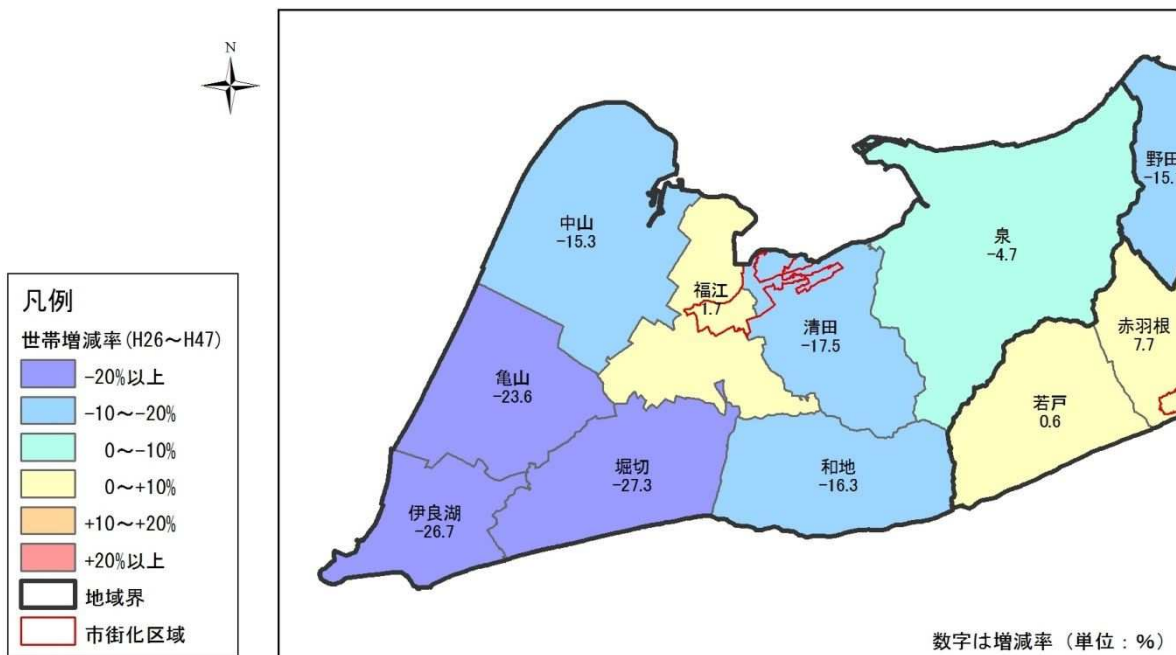 N
凡例
世帯増減率(H26～H47)
-20%以上
-10～-20%
0～-10%
0～+10%
+10～+20%
+20%以上
地域界
市街化区域
中山
-15.3
福江
1.7
清田
-17.5
泉
-4.7
野田
-15.
赤羽根
7.7
若戸
0.6
亀山
-23.6
堀切
-27.3
和地
-16.3
伊良湖
-26.7
数字は増減率（単位：%）